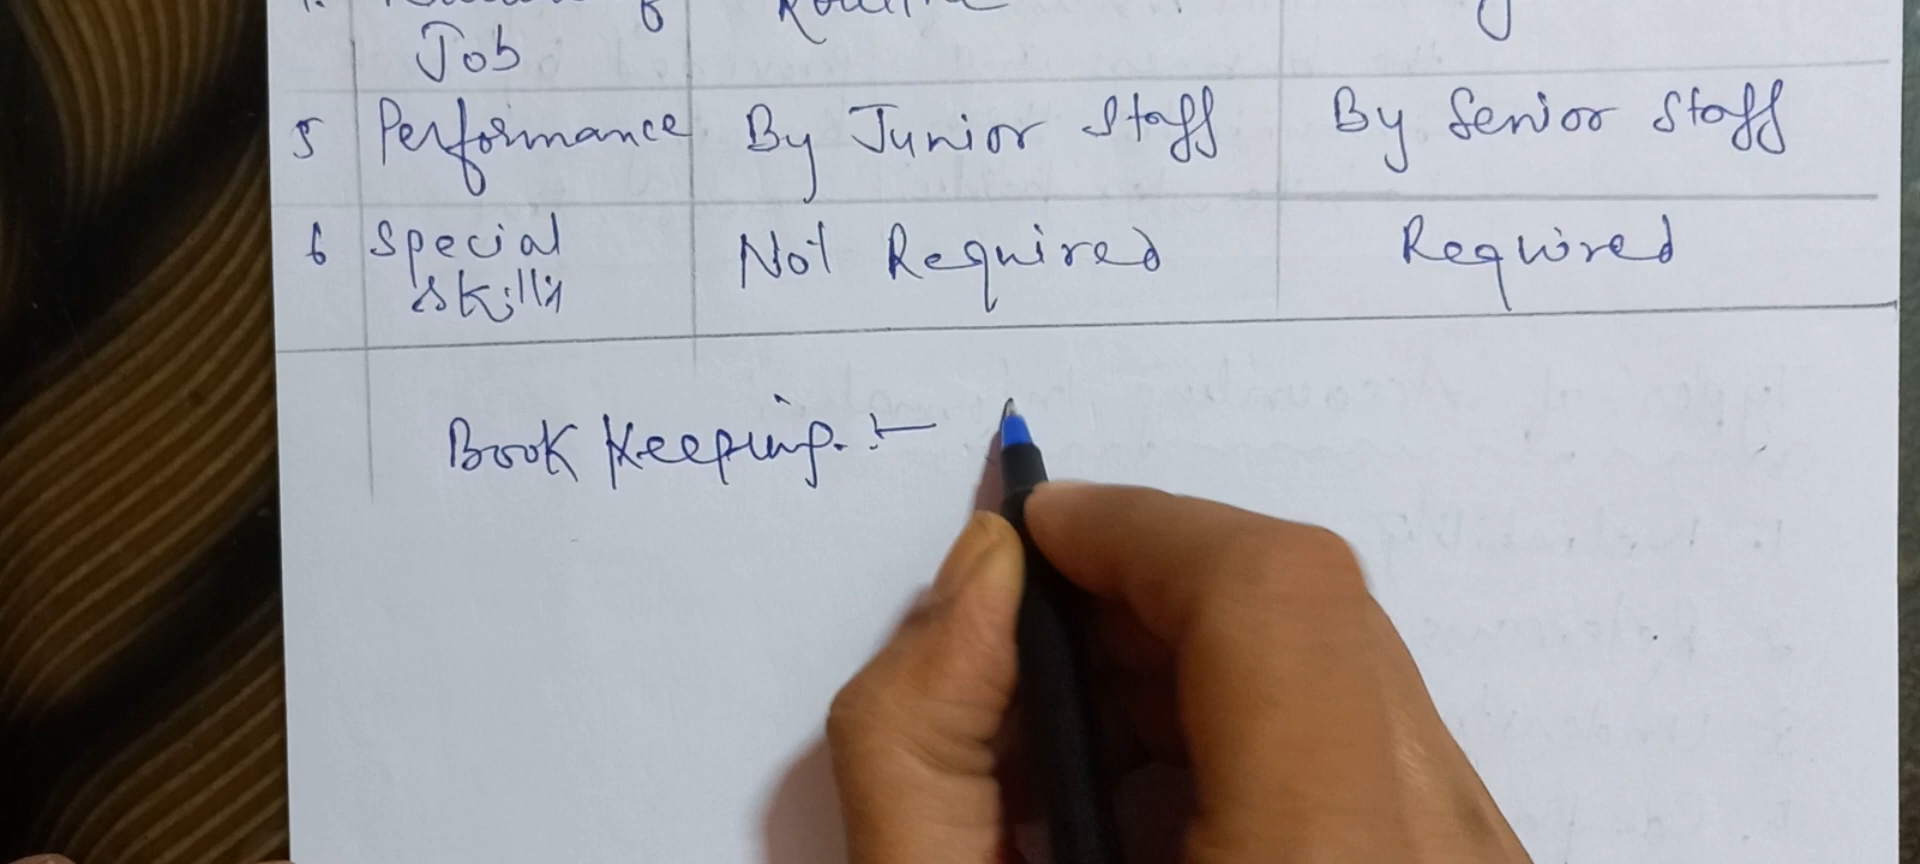 Job
5 Performance By Junior Staff By Senior Staff
6 Special Not Required Required
skills
Book Keeping. :-